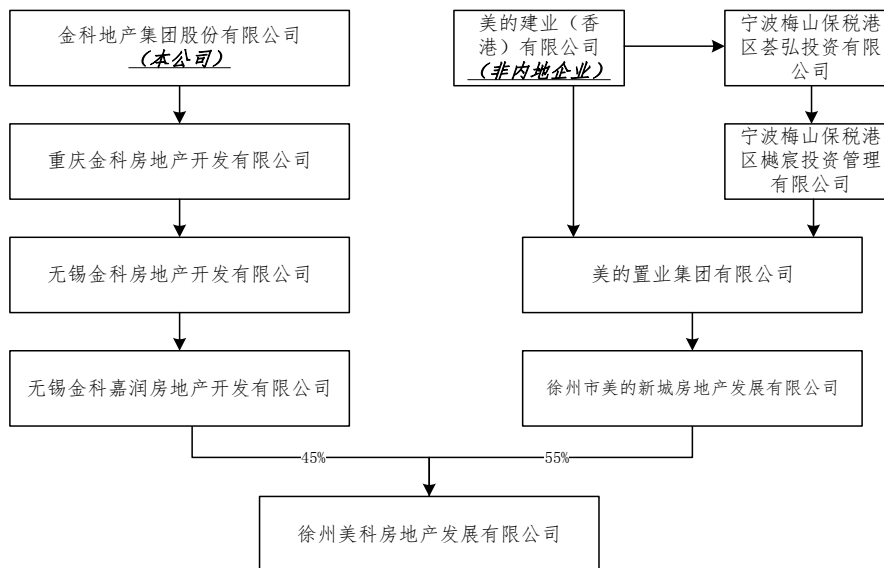 金科地产集团股份有限公司
（本公司）
重庆金科房地产开发有限公司
无锡金科房地产开发有限公司
无锡金科嘉润房地产开发有限公司
美的建业（香
港）有限公司
（非内地企业）
宁波梅山保税港
区荟弘投资有限
公司
宁波梅山保税港
区樾宸投资管理
有限公司
美的置业集团有限公司
徐州市美的新城房地产发展有限公司
45%
55%
徐州美科房地产发展有限公司